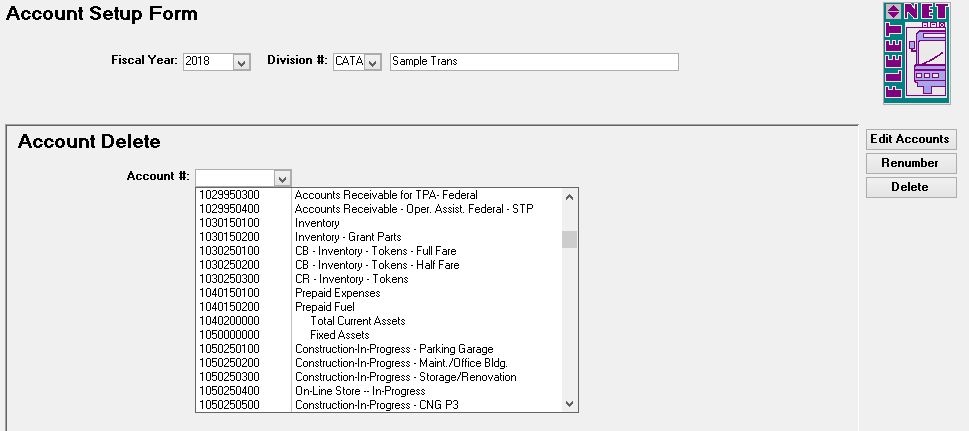 Account Setup Form
FLEET NET
Fiscal Year: 2018 Division #: CATA Sample Trans
Account Delete
Edit Accounts
Renumber
Delete
Account #:
1029950300 Accounts Receivable for TPA- Federal
1029950400 Accounts Receivable - Oper. Assist. Federal - STP
1030150100 Inventory
1030150200 Inventory - Grant Parts
1030250100 CB - Inventory - Tokens - Full Fare
1030250200 CB - Inventory - Tokens - Half Fare
1030250300 CR - Inventory - Tokens
1040150100 Prepaid Expenses
1040150200 Prepaid Fuel
1040200000 Total Current Assets
1050000000 Fixed Assets
1050250100 Construction-In-Progress - Parking Garage
1050250200 Construction-In-Progress - Maint./Office Bldg.
1050250300 Construction-In-Progress - Storage/Renovation
1050250400 On-Line Store -- In-Progress
1050250500 Construction-In-Progress - CNG P3